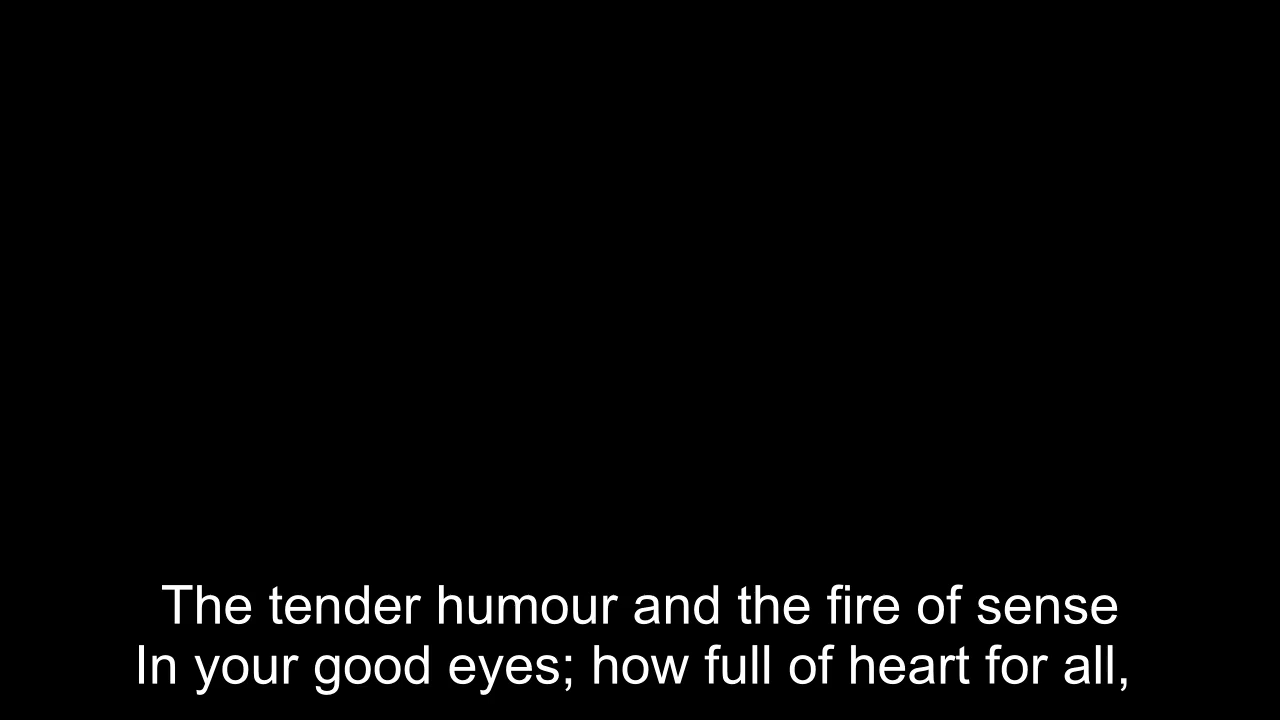 The tender humour and the fire of sense
In your good eyes; how full of heart for all,